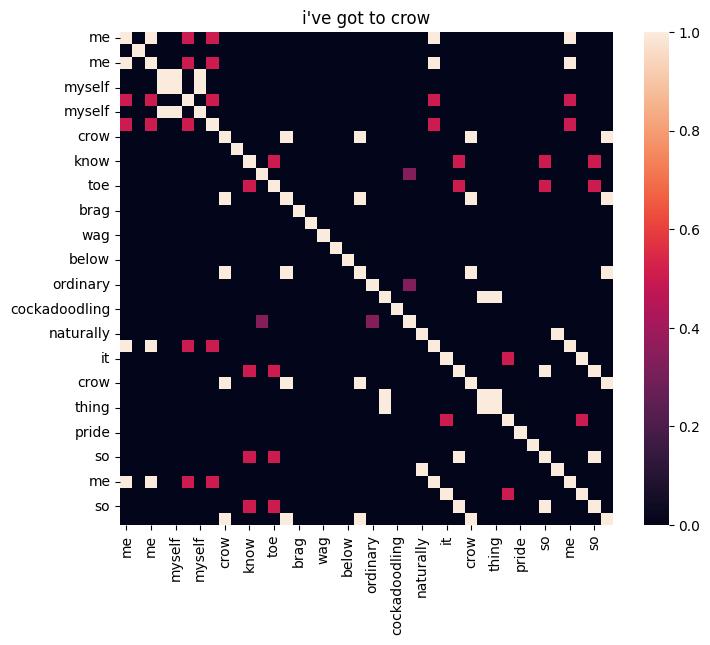 i've got to crow
me
me
myself
myself
crow
know
toe
brag
wag
below
ordinary
cockadoodling
naturally
it
crow
thing
pride
so
me
so
1.0
0.8
0.6
0.4
0.2
0.0
me
me
myself
myself
crow
know
toe
brag
wag
below
ordinary
cockadoodling
naturally
it
crow
thing
pride
so
me
so